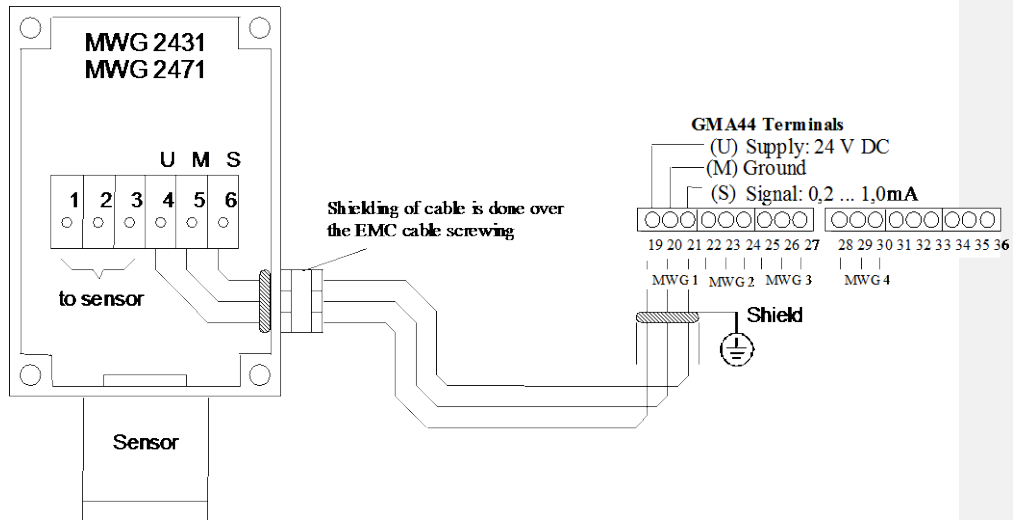 MWG 2431
MWG 2471
U M S
1 2 3 4 5 6
to sensor
Sensor
Shielding of cable is done over
the EMC cable screwing
GMA44 Terminals
(U) Supply: 24 V DC
(M) Ground
(S) Signal: 0,2 ... 1,0mA
19 20 21 22 23 24 25 26 27 28 29 30 31 32 33 34 35 36
MWG 1 MWG 2 MWG 3 MWG 4
Shield